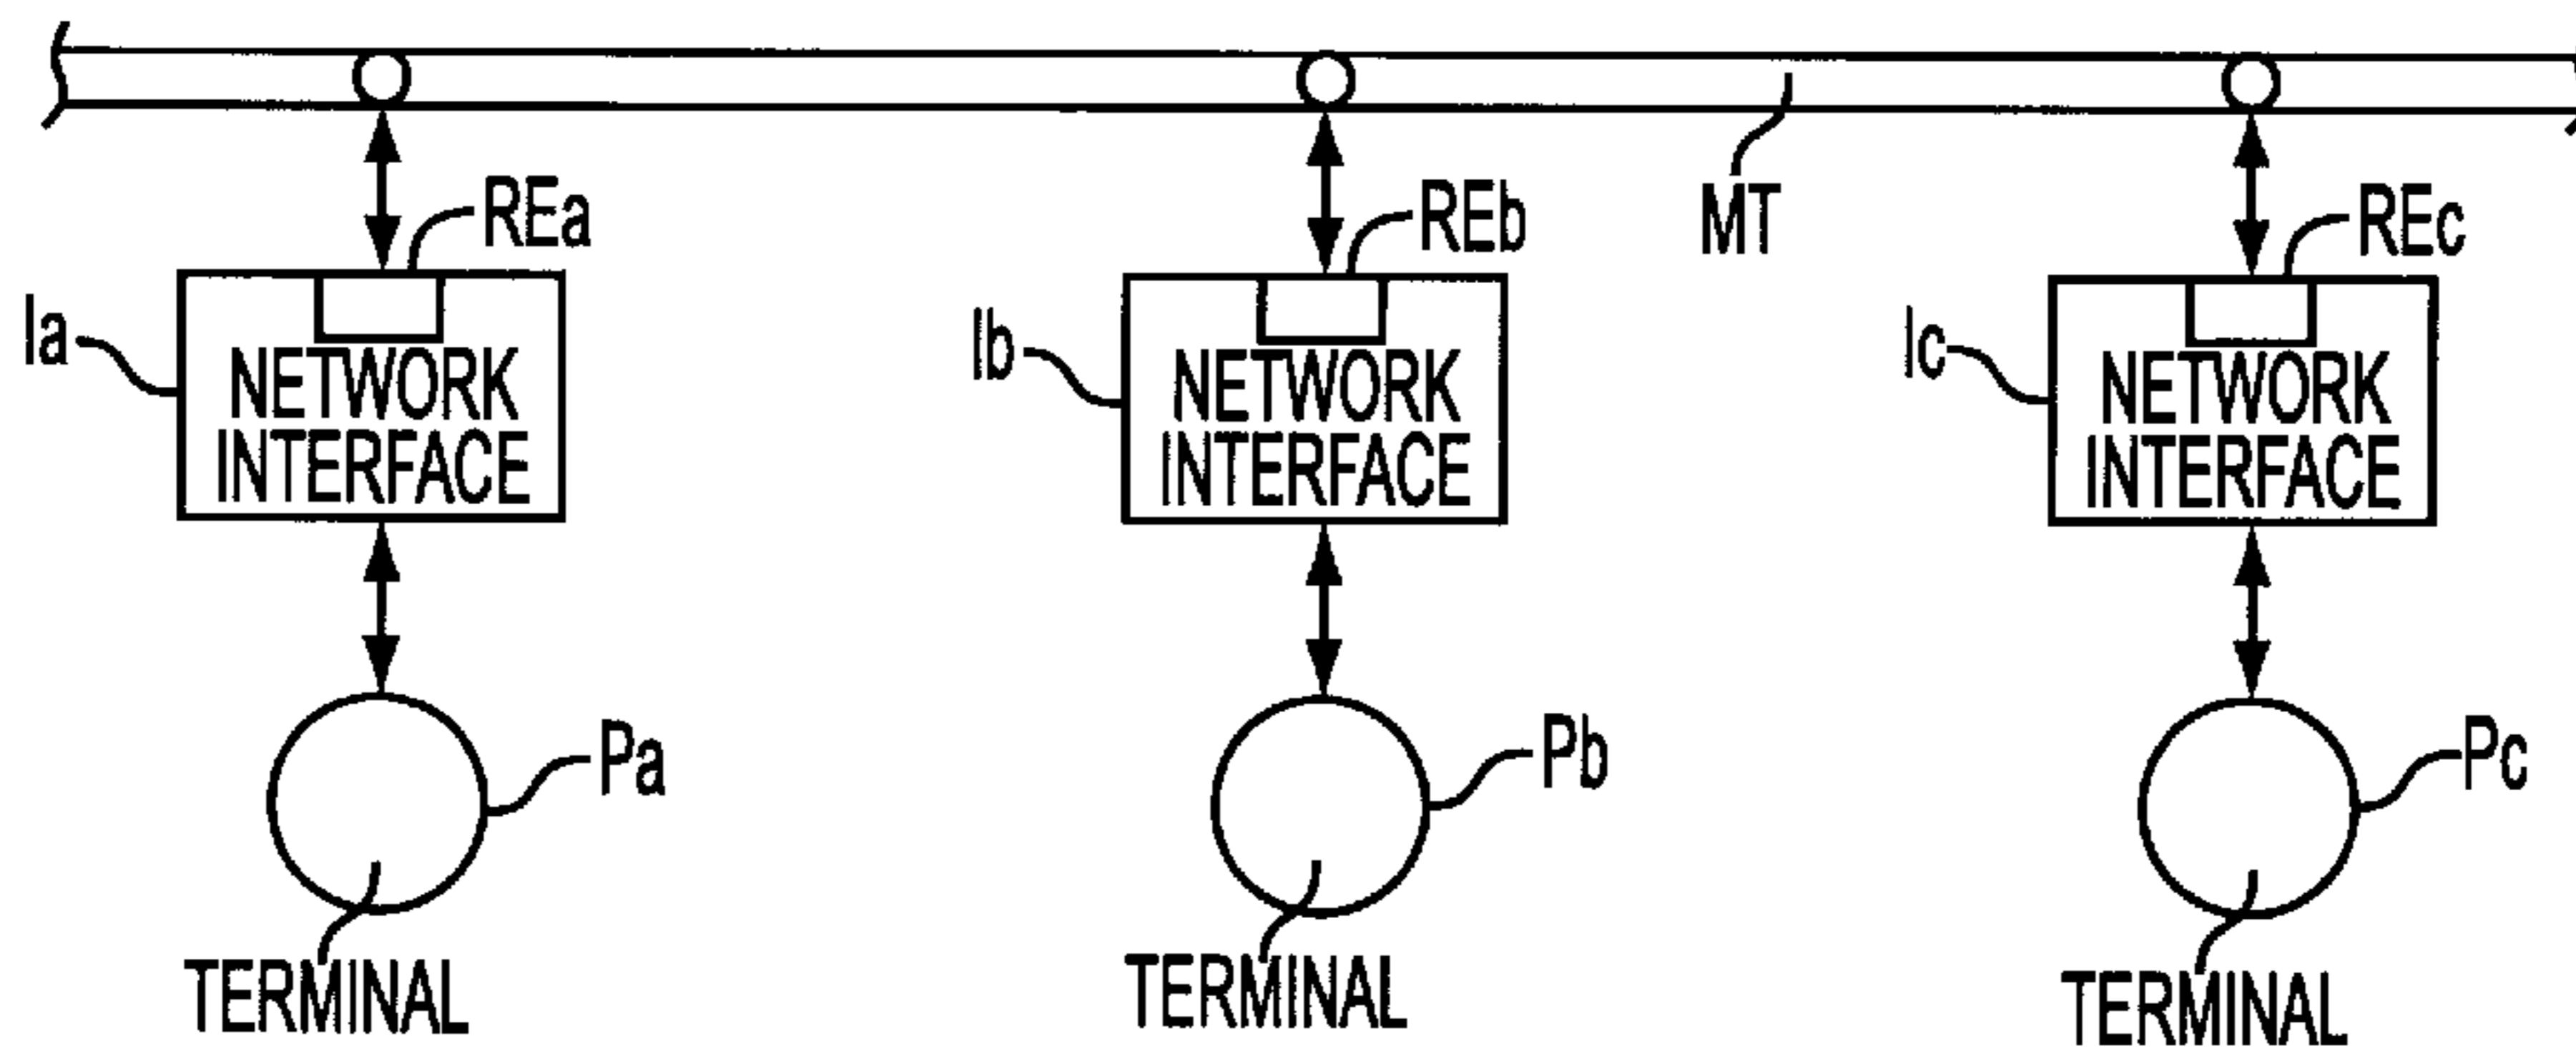 REa
REb
MT
REc
Ia
NETWORK
INTERFACE
Ib
NETWORK
INTERFACE
Ic
NETWORK
INTERFACE
Pa
Pb
Pc
TERMINAL
TERMINAL
TERMINAL